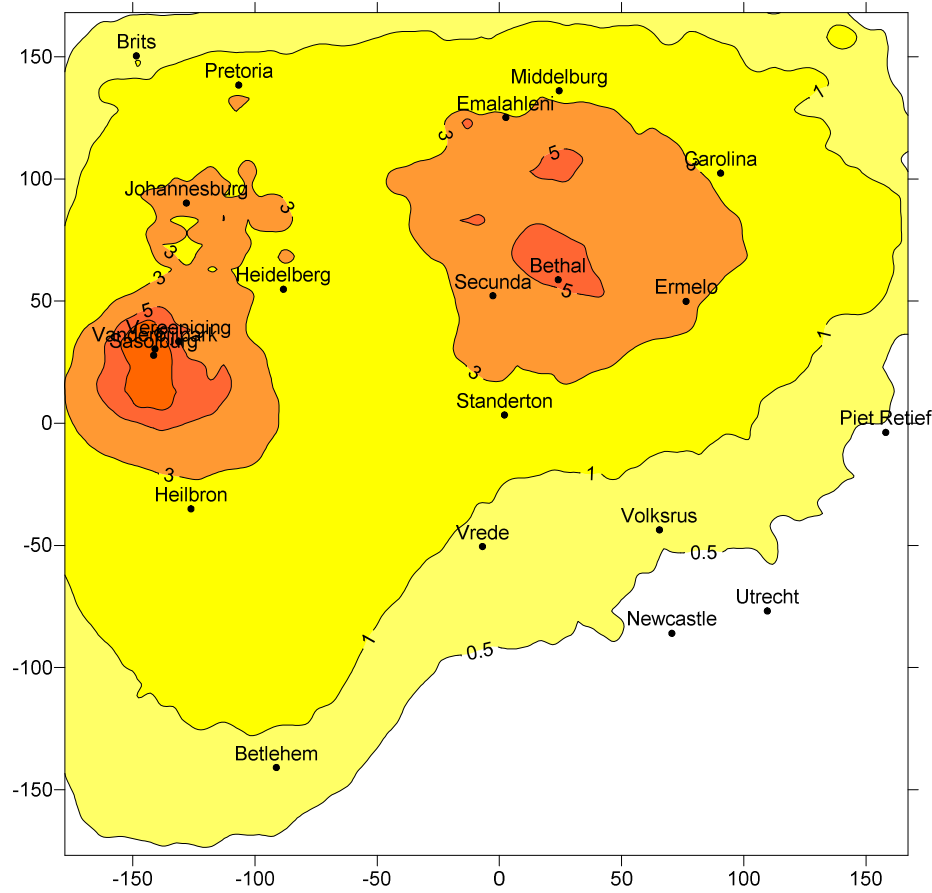 Brits
150
Pretoria
Middelburg
1
Emalahleni
3
5
Carolina
100
Johannesburg
3
3
Heidelberg
3
Bethal
Secunda
5
Ermelo
50
5
Vereeniging
Vanderbijlpark
Sasolburg
1
3
Standerton
Piet Retief
0
3
1
Heilbron
Volksrus
Vrede
-50
0.5
Utrecht
Newcastle
1
0.5
-100
Betlehem
-150
-150
-100
-50
0
50
100
150